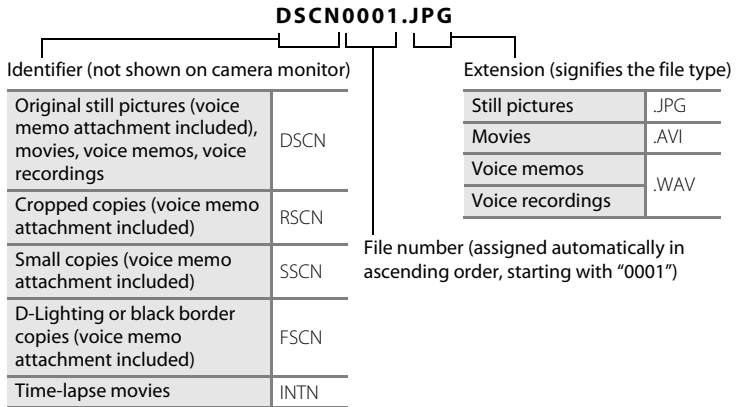 DSCN0001.JPG
Identifier (not shown on camera monitor)
Original still pictures (voice
memo attachment included),
movies, voice memos, voice
recordings
DSCN
Cropped copies (voice memo
attachment included)
RSCN
Small copies (voice memo
attachment included)
SSCN
D-Lighting or black border
copies (voice memo
attachment included)
FSCN
Time-lapse movies
INTN
Extension (signifies the file type)
Still pictures
.JPG
Movies
.AVI
Voice memos
Voice recordings
.WAV
File number (assigned automatically in
ascending order, starting with “0001”)